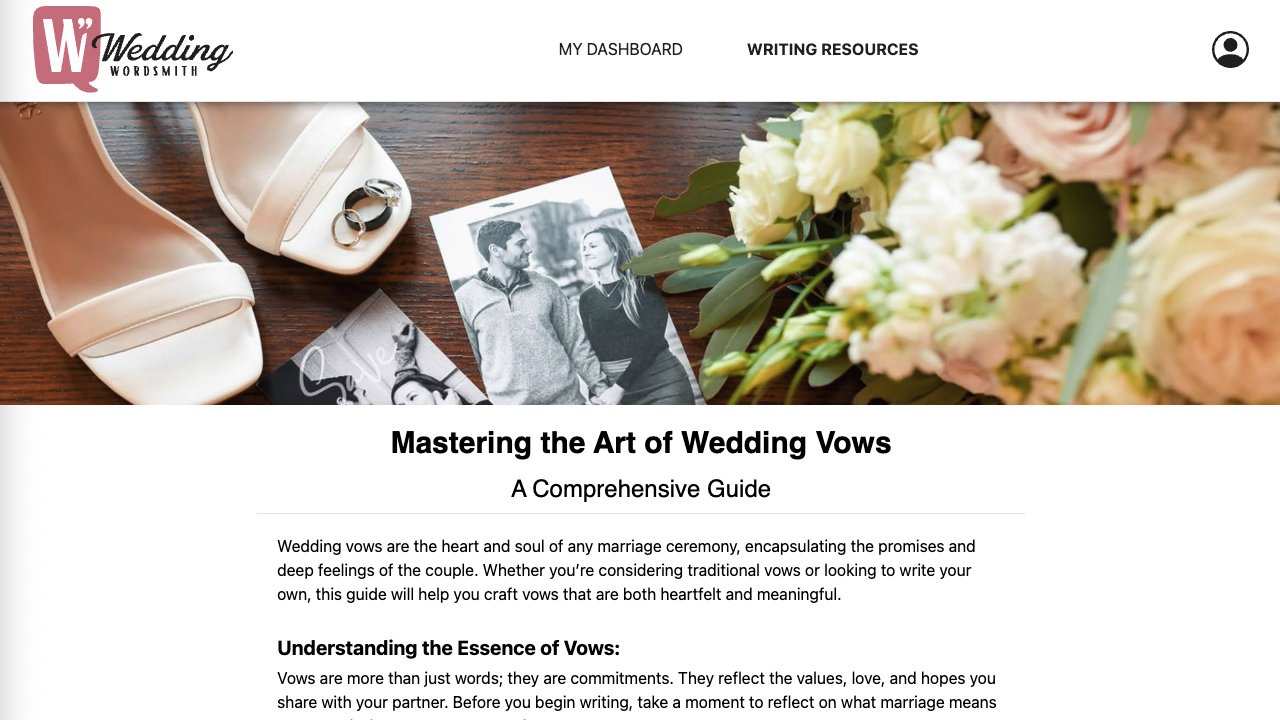 W”
Wedding
WORDSMITH
MY DASHBOARD
WRITING RESOURCES
Save
Mastering the Art of Wedding Vows
A Comprehensive Guide
Wedding vows are the heart and soul of any marriage ceremony, encapsulating the promises and
deep feelings of the couple. Whether you’re considering traditional vows or looking to write your
own, this guide will help you craft vows that are both heartfelt and meaningful.
Understanding the Essence of Vows:
Vows are more than just words; they are commitments. They reflect the values, love, and hopes you
share with your partner. Before you begin writing, take a moment to reflect on what marriage means